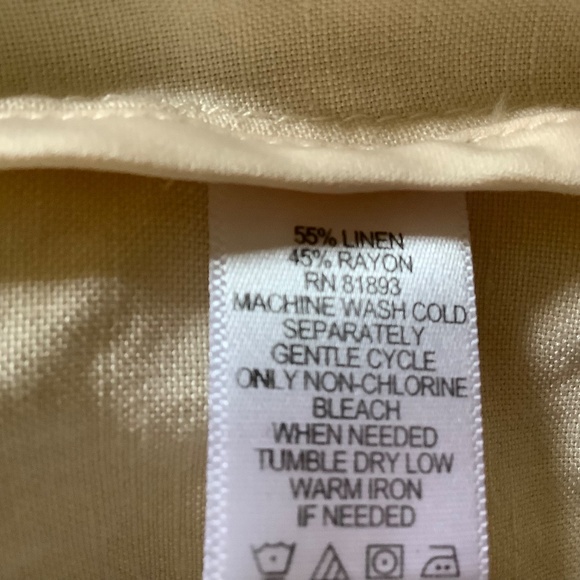 55% LINEN
45% RAYON
RN 81893
MACHINE WASH COLD
SEPARATELY
GENTLE CYCLE
ONLY NON-CHLORINE
BLEACH
WHEN NEEDED
TUMBLE DRY LOW
WARM IRON
IF NEEDED